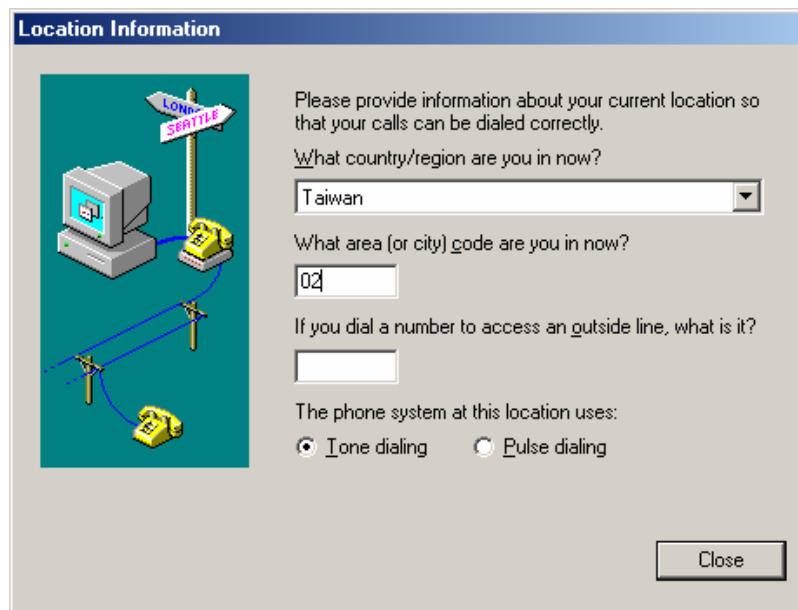 Location Information
LOND
SEATTLE
Please provide information about your current location so
that your calls can be dialed correctly.
What country/region are you in now?
Taiwan
What area (or city) code are you in now?
02
If you dial a number to access an outside line, what is it?
The phone system at this location uses:
Tone dialing Pulse dialing
Close